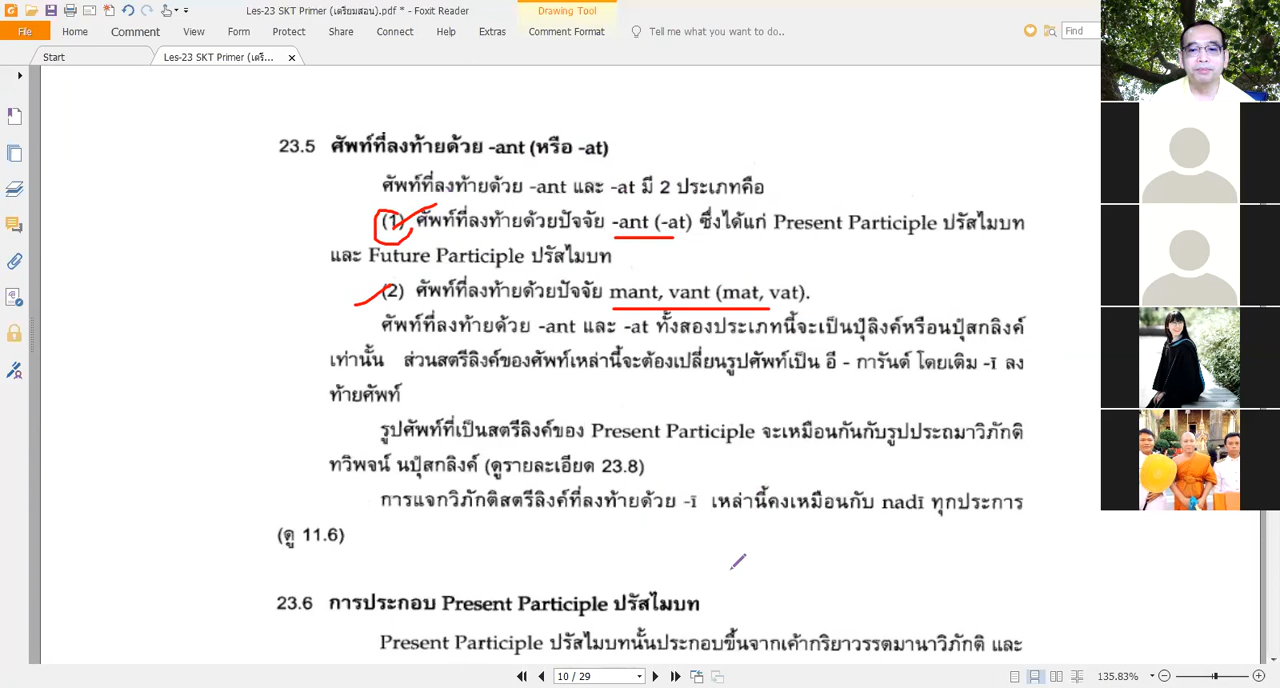 Les-23 SKT Primer (เตรียมสอน).pdf * - Foxit Reader
Drawing Tool
File Home Comment View Form Protect Share Connect Help Extras Comment Format Tell me what you want to do.. Find
Start Les-23 SKT Primer (เตรี...
23.5 ศัพท์ที่ลงท้ายด้วย -ant (หรือ -at)
ศัพท์ที่ลงท้ายด้วย -ant และ -at มี 2 ประเภทคือ
(1) ศัพท์ที่ลงท้ายด้วยปัจจัย -ant (-at) ซึ่งได้แก่ Present Participle ปรัสไมบท
และ Future Participle ปรัสไมบท
(2) ศัพท์ที่ลงท้ายด้วยปัจจัย mant, vant (mat, vat).
ศัพท์ที่ลงท้ายด้วย -ant และ -at ทั้งสองประเภทนี้จะเป็นปุํลิงค์หรือนปุํสกลิงค์
เท่านั้น ส่วนสตรีลิงค์ของศัพท์เหล่านี้จะต้องเปลี่ยนรูปศัพท์เป็น อี - การันต์ โดยเติม -ī ลง
ท้ายศัพท์
รูปศัพท์ที่เป็นสตรีลิงค์ของ Present Participle จะเหมือนกันกับรูปประถมาวิภักติ
ทวิพจน์ นปุํสกลิงค์ (ดูรายละเอียด 23.8)
การแจกวิภักติสตรีลิงค์ที่ลงท้ายด้วย -ī เหล่านี้คงเหมือนกับ nadī ทุกประการ
(ดู 11.6)
23.6 การประกอบ Present Participle ปรัสไมบท
Present Participle ปรัสไมบทนั้นประกอบขึ้นจากเค้ากริยาวรรตมานาวิภักติ และ
10 / 29
135.83%